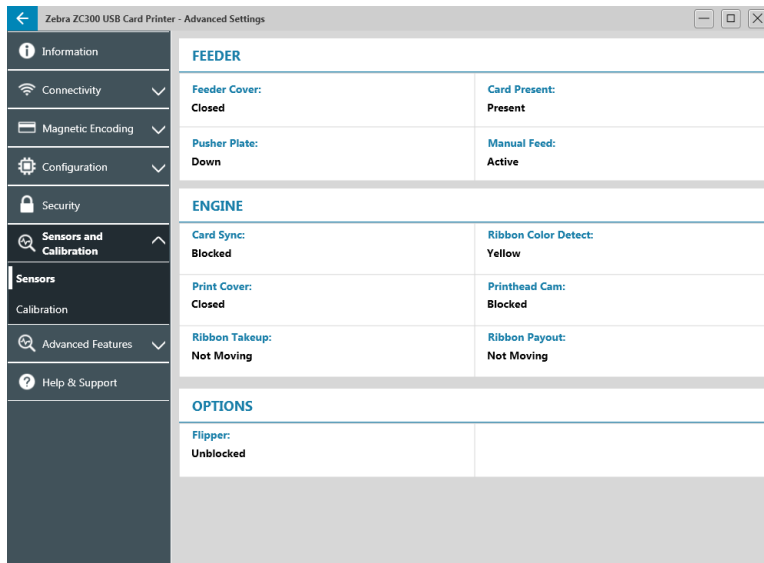 Zebra ZC300 USB Card Printer - Advanced Settings
Information
Connectivity
Magnetic Encoding
Configuration
Security
Sensors and
Calibration
Sensors
Calibration
Advanced Features
Help & Support
FEEDER
Feeder Cover:
Closed
Card Present:
Present
Pusher Plate:
Down
Manual Feed:
Active
ENGINE
Card Sync:
Blocked
Ribbon Color Detect:
Yellow
Print Cover:
Closed
Printhead Cam:
Blocked
Ribbon Takeup:
Not Moving
Ribbon Payout:
Not Moving
OPTIONS
Flipper:
Unblocked